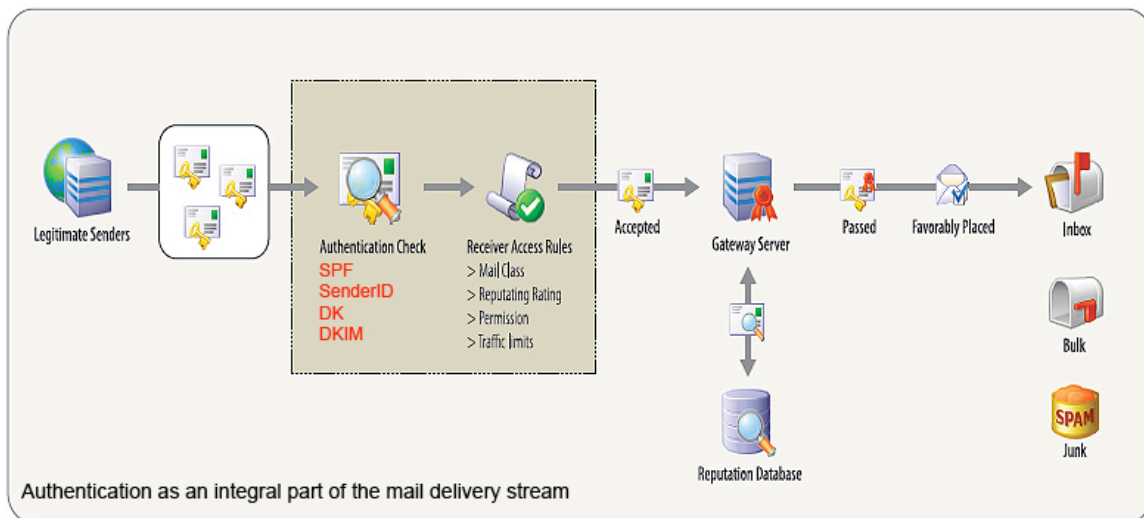 Legitimate Senders
Authentication Check
SPF
SenderID
DK
DKIM
Receiver Access Rules
> Mail Class
> Reputating Rating
> Permission
> Traffic limits
Accepted
Gateway Server
Reputation Database
Passed
Favorably Placed
Inbox
Bulk
SPAM
Junk
Authentication as an integral part of the mail delivery stream